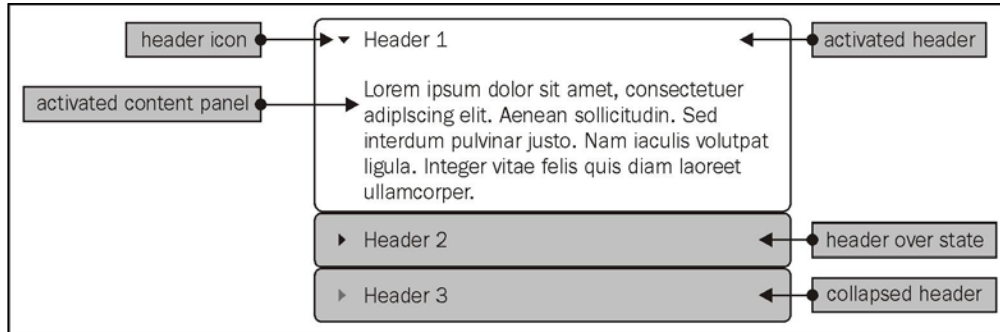 header icon
Header 1
activated header
activated content panel
Lorem ipsum dolor sit amet, consectetuer
adiplscing elit. Aenean sollicitudin. Sed
interdum pulvinar justo. Nam iaculis volutpat
ligula. Integer vitae felis quis diam laoreet
ullamcorper.
Header 2
header over state
Header 3
collapsed header